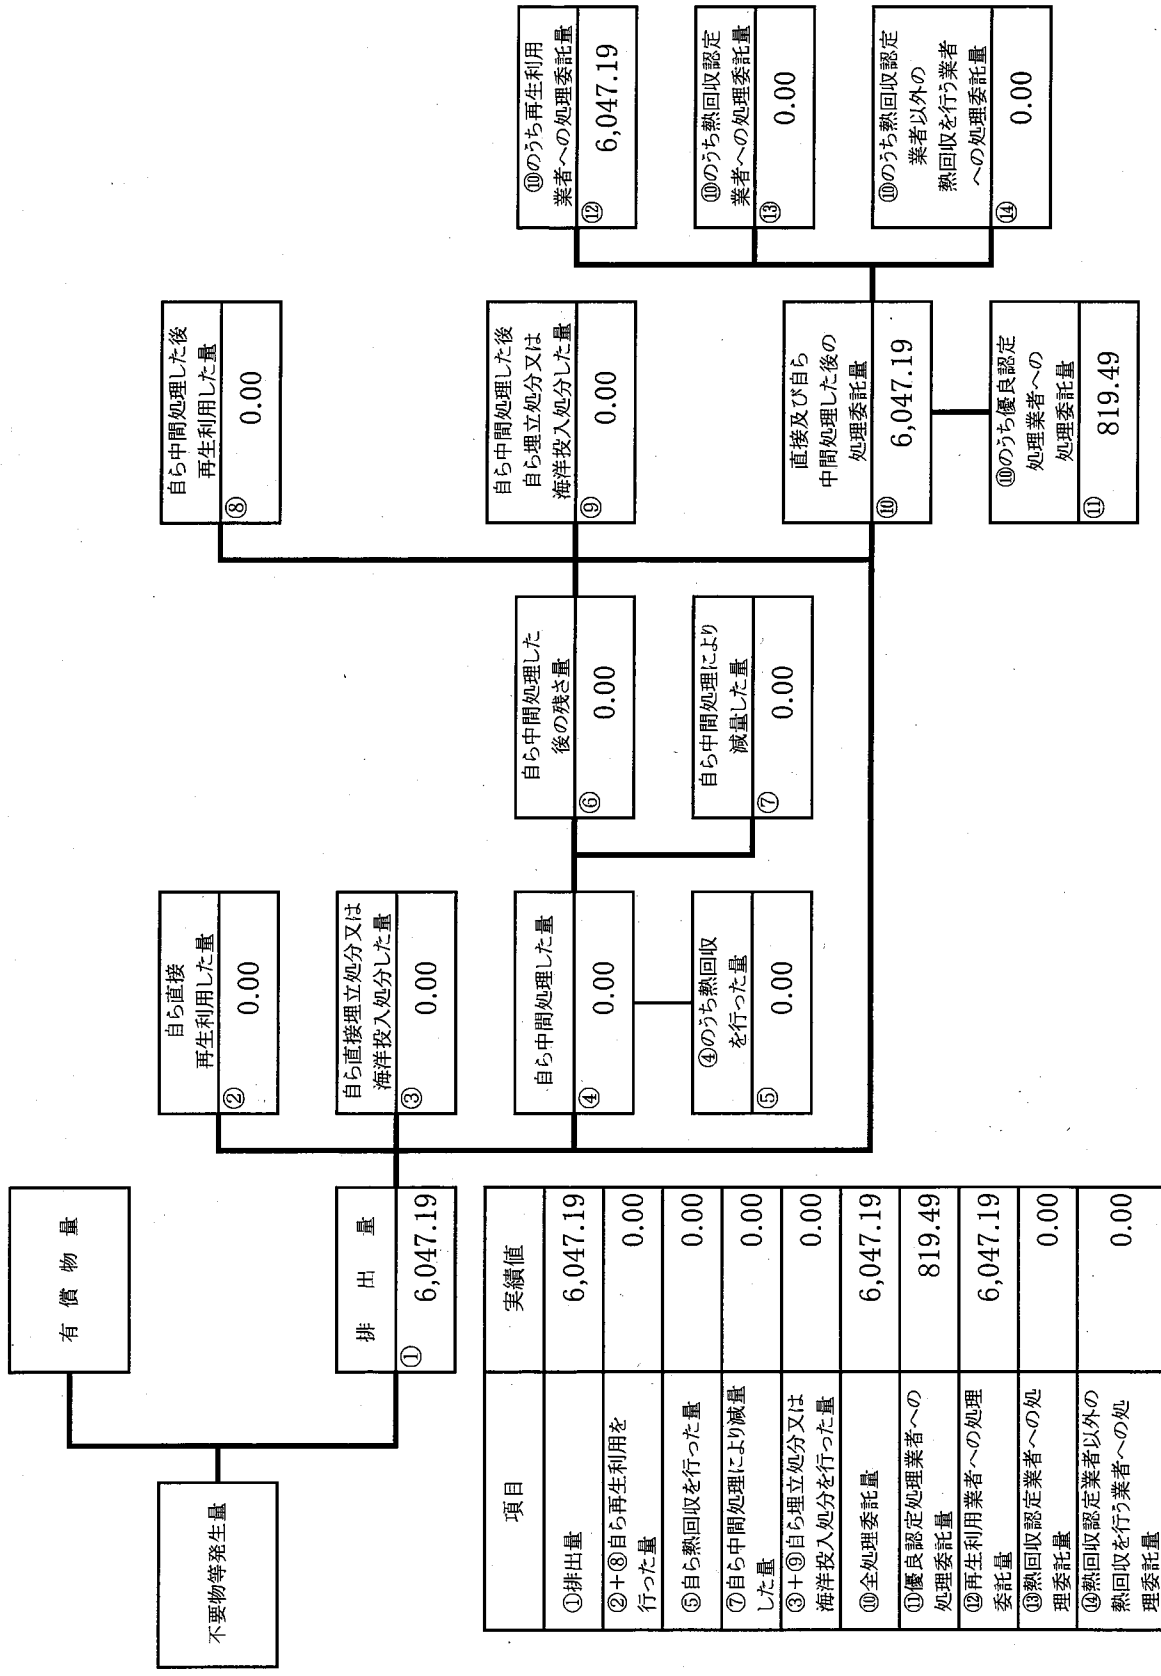 不要物等発生量
有償物量
排出量
① 6,047.19
自ら直接
再生利用した量
② 0.00
自ら直接埋立処分又は
海洋投入処分した量
③ 0.00
自ら中間処理した量
④ 0.00
④のうち熱回収
を行った量
⑤ 0.00
自ら中間処理した
後の残さ量
⑥ 0.00
自ら中間処理により
減量した量
⑦ 0.00
自ら中間処理した後
再生利用した量
⑧ 0.00
自ら中間処理した後
自ら埋立処分又は
海洋投入処分した量
⑨ 0.00
直接及び自ら
中間処理した後の
処理委託量
⑩ 6,047.19
⑩のうち優良認定
処理業者への
処理委託量
⑪ 819.49
⑩のうち再生利用
業者への処理委託量
⑫ 6,047.19
⑩のうち熱回収認定
業者への処理委託量
⑬ 0.00
⑩のうち熱回収認定
業者以外の
熱回収を行う業者
への処理委託量
⑭ 0.00
項目 実績値
①排出量 6,047.19
②+⑧自ら再生利用を
行った量 0.00
⑤自ら熱回収を行った量 0.00
⑦自ら中間処理により減量
した量 0.00
③+⑨自ら埋立処分又は
海洋投入処分を行った量 0.00
⑩全処理委託量 6,047.19
⑪優良認定処理業者への
処理委託量 819.49
⑫再生利用業者への処理
委託量 6,047.19
⑬熱回収認定業者への処
理委託量 0.00
⑭熱回収認定業者以外の
熱回収を行う業者への処
理委託量 0.00